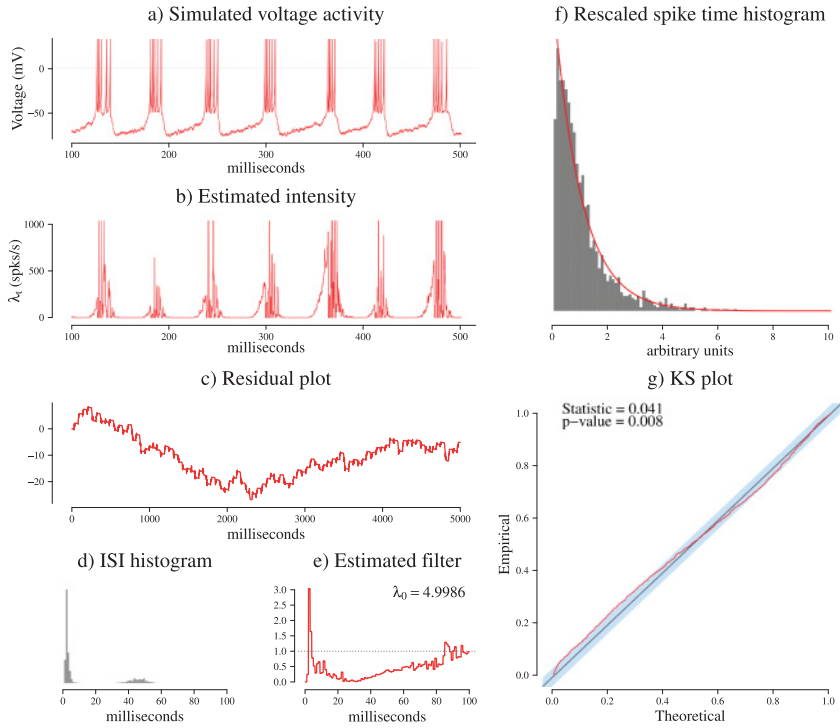 a) Simulated voltage activity
Voltage (mV)
0
−50
100 200 300 400 500
milliseconds
b) Estimated intensity
λt (spks/s)
1000
500
0
100 200 300 400 500
milliseconds
c) Residual plot
0
−10
−20
0 1000 2000 3000 4000 5000
milliseconds
d) ISI histogram
0 20 40 60 80 100
milliseconds
e) Estimated filter
λ0 = 4.9986
3.0
2.5
2.0
1.5
1.0
0.5
0.0
0 20 40 60 80 100
milliseconds
f) Rescaled spike time histogram
0 2 4 6 8 10
arbitrary units
g) KS plot
Statistic = 0.041
p−value = 0.008
Empirical
1.0
0.8
0.6
0.4
0.2
0.0
0.0 0.2 0.4 0.6 0.8 1.0
Theoretical